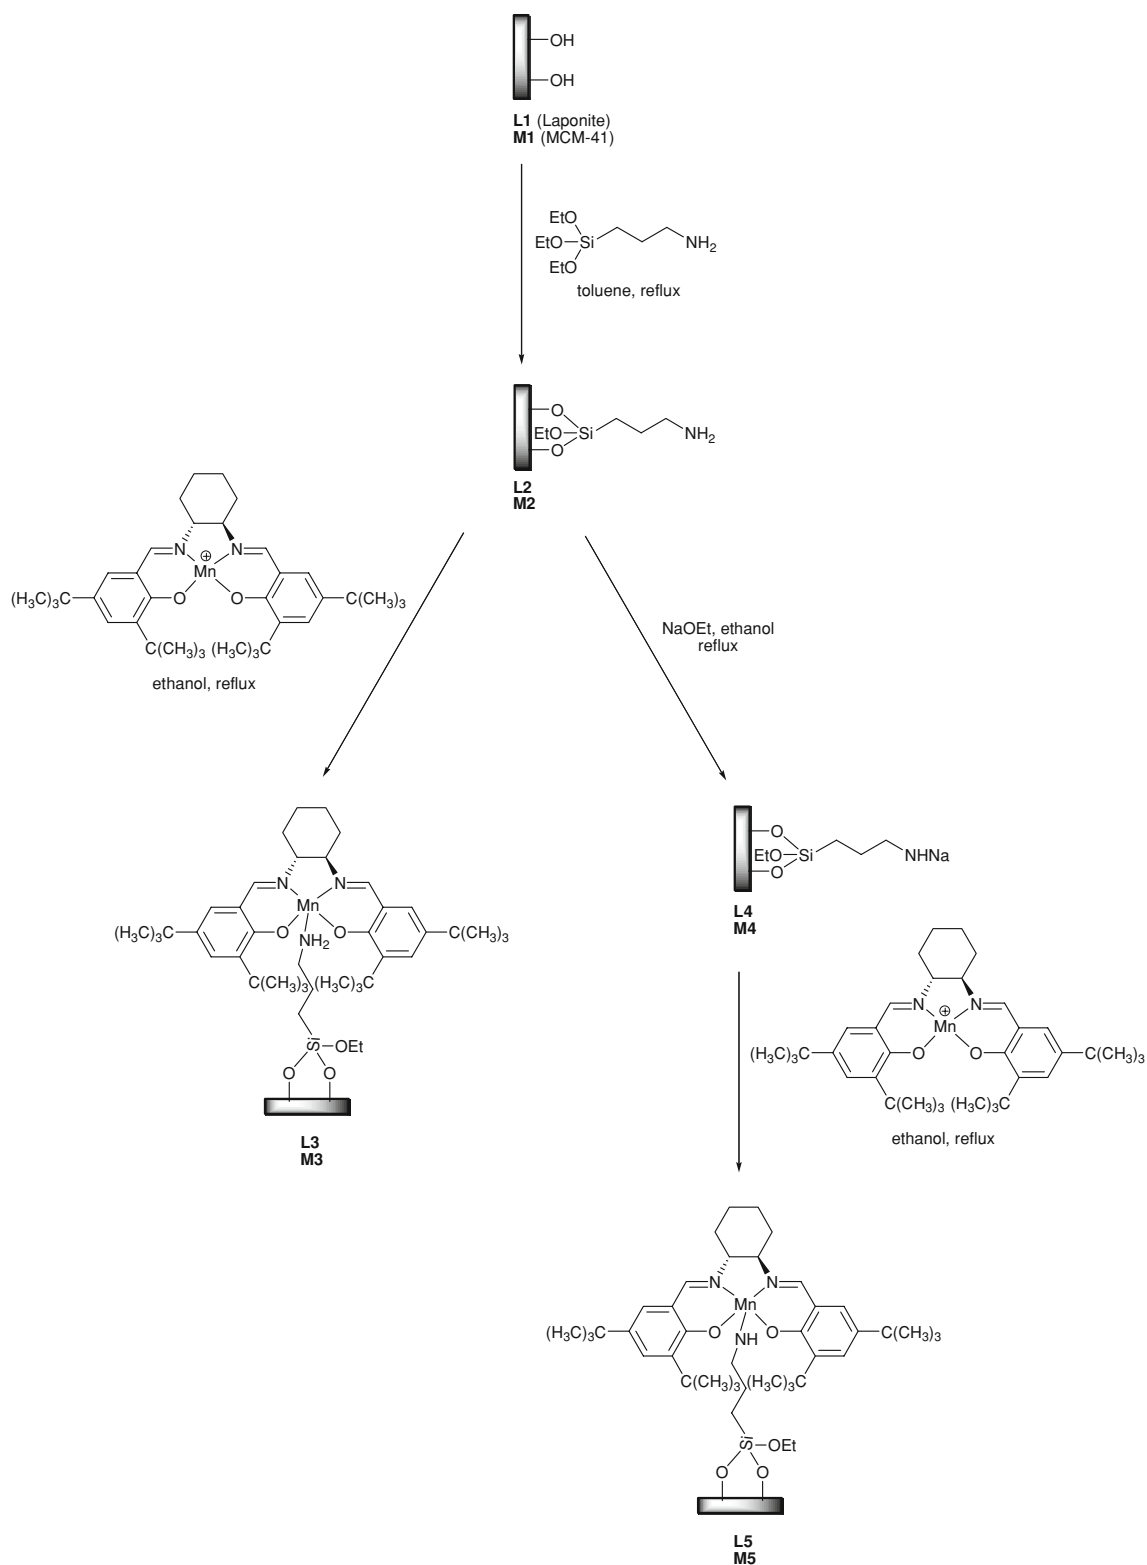 OH
OH
L1 (Laponite)
M1 (MCM-41)
EtO
EtO Si NH2
EtO
toluene, reflux
O
EtO Si NH2
O
L2
M2
N N
⊕
Mn
(H3C)3C O O C(CH3)3
C(CH3)3 (H3C)3C
ethanol, reflux
NaOEt, ethanol
reflux
N N
Mn
(H3C)3C O O C(CH3)3
NH2
C(CH3)3 (H3C)3C
Si OEt
O O
L3
M3
O
EtO Si NHNa
O
L4
M4
N N
⊕
Mn
(H3C)3C O O C(CH3)3
C(CH3)3 (H3C)3C
ethanol, reflux
N N
Mn
(H3C)3C O O C(CH3)3
NH
C(CH3)3 (H3C)3C
Si OEt
O O
L5
M5